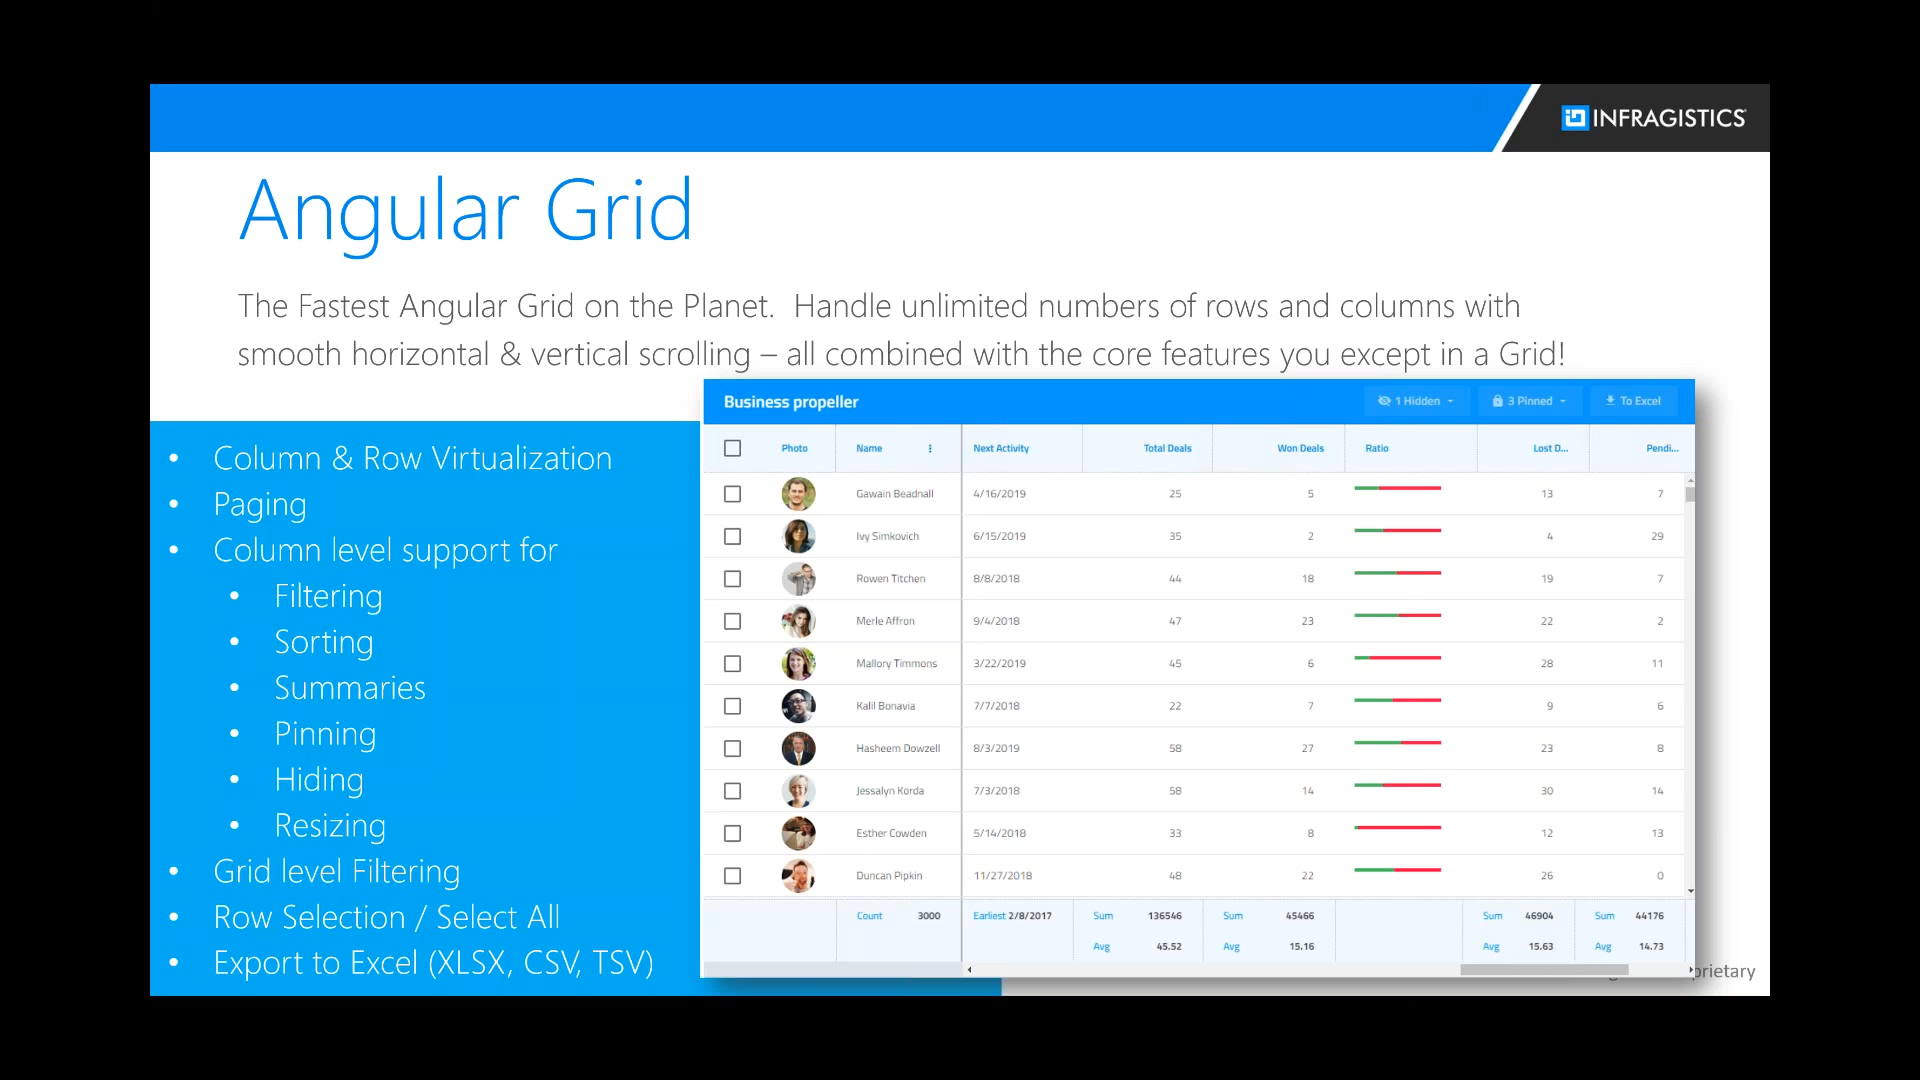 INFRAGISTICS
Angular Grid
The Fastest Angular Grid on the Planet. Handle unlimited numbers of rows and columns with
smooth horizontal & vertical scrolling – all combined with the core features you except in a Grid!
• Column & Row Virtualization
• Paging
• Column level support for
• Filtering
• Sorting
• Summaries
• Pinning
• Hiding
• Resizing
• Grid level Filtering
• Row Selection / Select All
• Export to Excel (XLSX, CSV, TSV)
Business propeller 1 Hidden 3 Pinned To Excel
Photo Name Next Activity Total Deals Won Deals Ratio Lost D... Pendi...
Gawain Beadnall 4/16/2019 25 5 13 7
Ivy Simkovich 6/15/2019 35 2 4 29
Rowen Titchen 8/8/2018 44 18 19 7
Merle Affron 9/4/2018 47 23 22 2
Mallory Timmons 3/22/2019 45 6 28 11
Kalil Bonavia 7/7/2018 22 7 9 6
Hasheem Dowzell 8/3/2019 58 27 23 8
Jessalyn Korda 7/3/2018 58 14 30 14
Esther Cowden 5/14/2018 33 8 12 13
Duncan Pipkin 11/27/2018 48 22 26 0
Count 3000 Earliest 2/8/2017 Sum 136546 Sum 45466 Sum 46904 Sum 44176
Avg 45.52 Avg 15.16 Avg 15.63 Avg 14.73